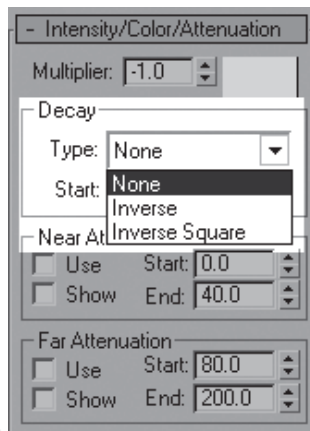 - Intensity/Color/Attenuation
Multiplier: -1.0
Decay
Type: None
Start: None
Inverse
Inverse Square
Near At
Use Start: 0.0
Show End: 40.0
Far Attenuation
Use Start: 80.0
Show End: 200.0